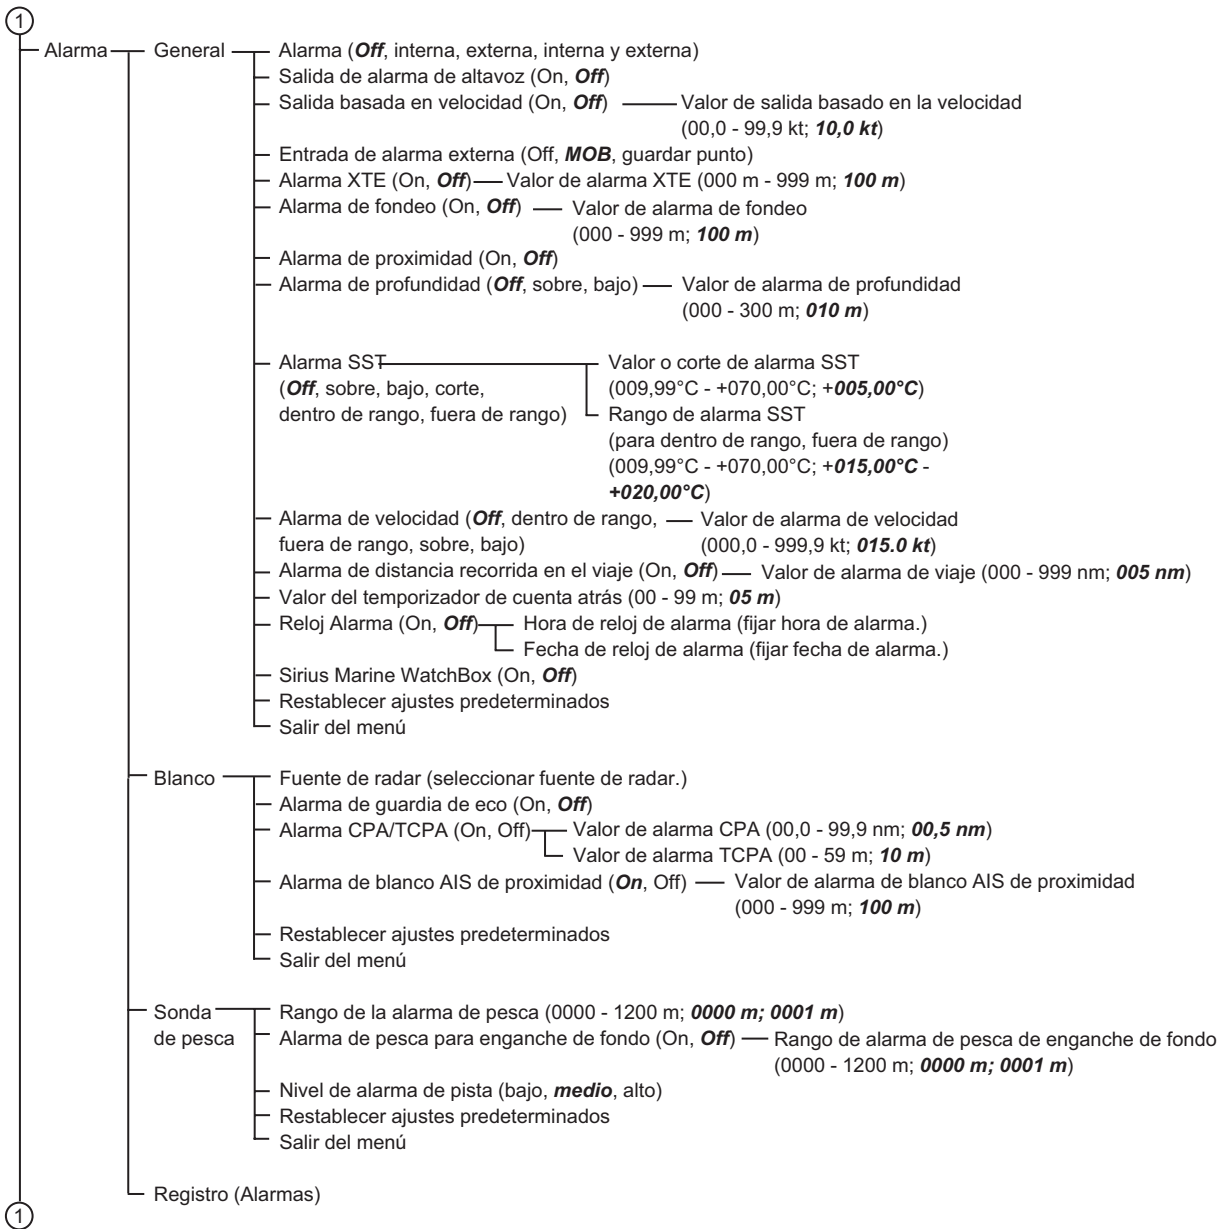 1
Alarma
General
Alarma (Off, interna, externa, interna y externa)
Salida de alarma de altavoz (On, Off)
Salida basada en velocidad (On, Off)
Valor de salida basado en la velocidad
(00,0 - 99,9 kt; 10,0 kt)
Entrada de alarma externa (Off, MOB, guardar punto)
Alarma XTE (On, Off)
Valor de alarma XTE (000 m - 999 m; 100 m)
Alarma de fondeo (On, Off)
Valor de alarma de fondeo
(000 - 999 m; 100 m)
Alarma de proximidad (On, Off)
Alarma de profundidad (Off, sobre, bajo)
Valor de alarma de profundidad
(000 - 300 m; 010 m)
Alarma SST
(Off, sobre, bajo, corte,
dentro de rango, fuera de rango)
Valor o corte de alarma SST
(009,99°C - +070,00°C; +005,00°C)
Rango de alarma SST
(para dentro de rango, fuera de rango)
(009,99°C - +070,00°C; +015,00°C -
+020,00°C)
Alarma de velocidad (Off, dentro de rango,
fuera de rango, sobre, bajo)
Valor de alarma de velocidad
(000,0 - 999,9 kt; 015.0 kt)
Alarma de distancia recorrida en el viaje (On, Off)
Valor de alarma de viaje (000 - 999 nm; 005 nm)
Valor del temporizador de cuenta atrás (00 - 99 m; 05 m)
Reloj Alarma (On, Off)
Hora de reloj de alarma (fijar hora de alarma.)
Fecha de reloj de alarma (fijar fecha de alarma.)
Sirius Marine WatchBox (On, Off)
Restablecer ajustes predeterminados
Salir del menú
Blanco
Fuente de radar (seleccionar fuente de radar.)
Alarma de guardia de eco (On, Off)
Alarma CPA/TCPA (On, Off)
Valor de alarma CPA (00,0 - 99,9 nm; 00,5 nm)
Valor de alarma TCPA (00 - 59 m; 10 m)
Alarma de blanco AIS de proximidad (On, Off)
Valor de alarma de blanco AIS de proximidad
(000 - 999 m; 100 m)
Restablecer ajustes predeterminados
Salir del menú
Sonda
de pesca
Rango de la alarma de pesca (0000 - 1200 m; 0000 m; 0001 m)
Alarma de pesca para enganche de fondo (On, Off)
Rango de alarma de pesca de enganche de fondo
(0000 - 1200 m; 0000 m; 0001 m)
Nivel de alarma de pista (bajo, medio, alto)
Restablecer ajustes predeterminados
Salir del menú
Registro (Alarmas)
1